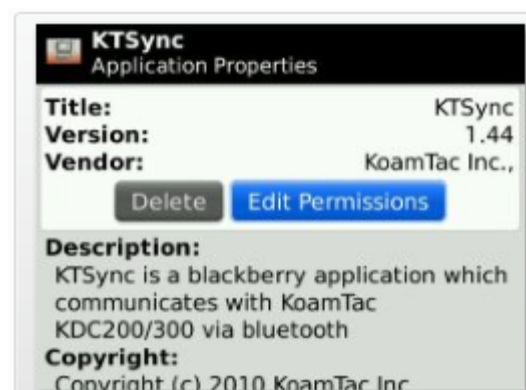 KTSync
Application Properties
Title: KTSync
Version: 1.44
Vendor: KoamTac Inc.,
Delete Edit Permissions
Description:
KTSync is a blackberry application which
communicates with KoamTac
KDC200/300 via bluetooth
Copyright:
Copyright (c) 2010 KoamTac Inc